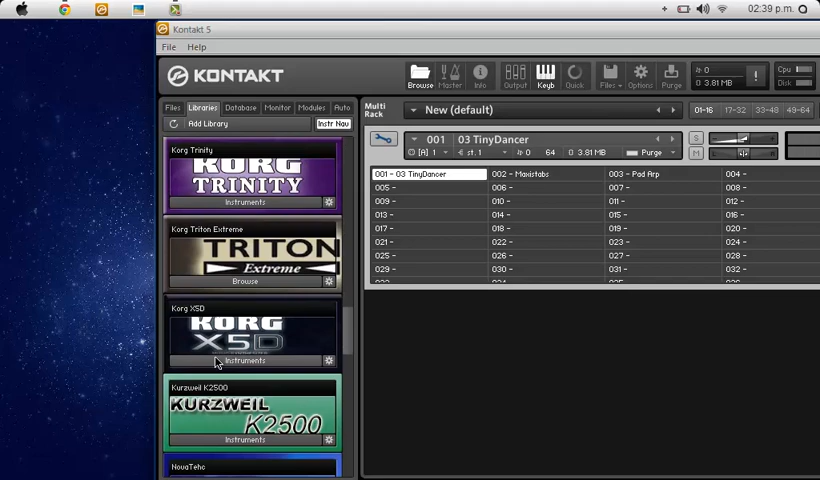 02:39 p.m.
Kontakt 5
File Help
KONTAKT
Browse Master Info Output Keyb Quick Files Options Purge
0
3.81 MB
!
Cpu
Disk
Files Libraries Database Monitor Modules Auto
Add Library Instr Nav
Multi
Rack
New (default)
01-16 17-32 33-48 49-64
001 03 TinyDancer
S
[A] 1 st. 1 0 64 3.81 MB Purge
M
Korg Trinity
KORG
TRINITY
Instruments
Korg Triton Extreme
TRITON
Extreme
Browse
Korg X5D
KORG
X5D
Instruments
Kurzweil K2500
KURZWEIL
K2500
Instruments
NovaTehc
001 - 03 TinyDancer 002 - Maxistabs 003 - Pad Arp 004 -
005 - 006 - 007 - 008 -
009 - 010 - 011 - 012 -
013 - 014 - 015 - 016 -
017 - 018 - 019 - 020 -
021 - 022 - 023 - 024 -
025 - 026 - 027 - 028 -
029 - 030 - 031 - 032 -